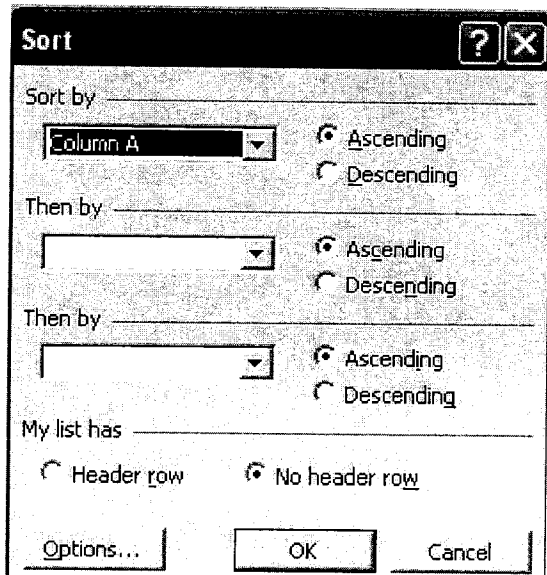 Sort ? X
Sort by
Column A Ascending
Descending
Then by
Ascending
Descending
Then by
Ascending
Descending
My list has
Header row No header row
Options... OK Cancel